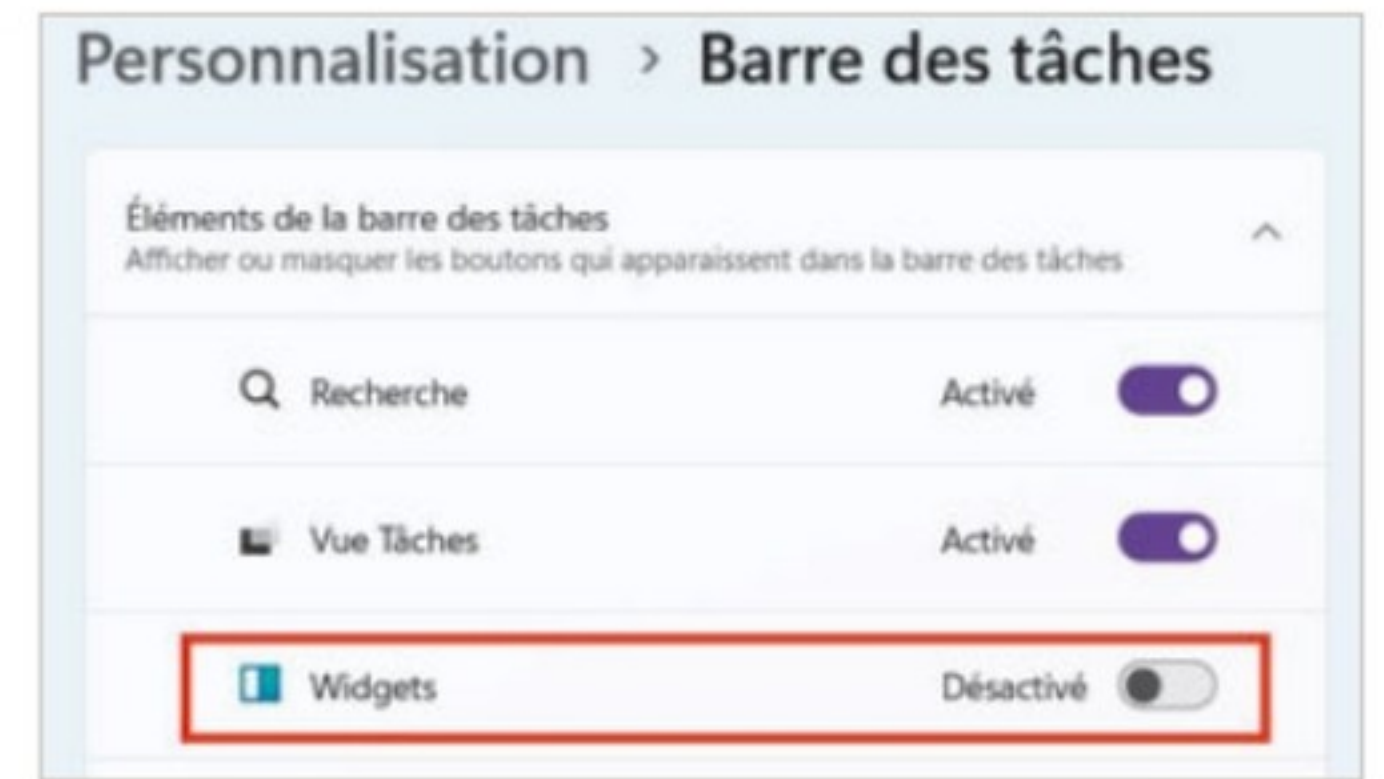 Personnalisation > Barre des tâches
Éléments de la barre des tâches
Afficher ou masquer les boutons qui apparaissent dans la barre des tâches
Recherche Activé
Vue Tâches Activé
Widgets Désactivé